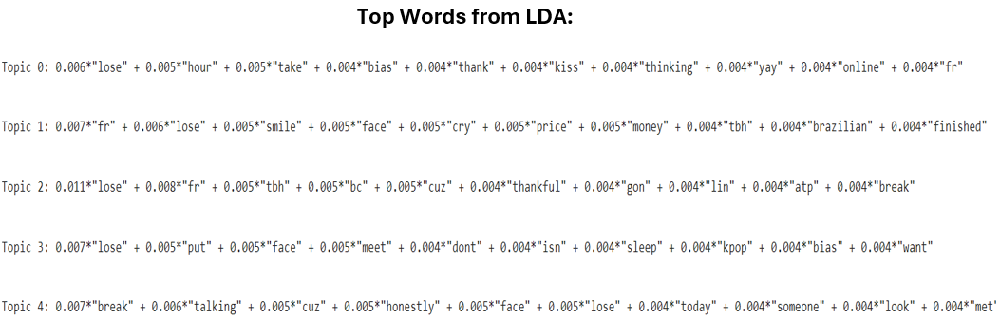 Top Words from LDA:
Topic 0: 0.006*"lose" + 0.005*"hour" + 0.005*"take" + 0.004*"bias" + 0.004*"thank" + 0.004*"kiss" + 0.004*"thinking" + 0.004*"yay" + 0.004*"online" + 0.004*"fr"
Topic 1: 0.007*"fr" + 0.006*"lose" + 0.005*"smile" + 0.005*"face" + 0.005*"cry" + 0.005*"price" + 0.005*"money" + 0.004*"tbh" + 0.004*"brazilian" + 0.004*"finished"
Topic 2: 0.011*"lose" + 0.008*"fr" + 0.005*"tbh" + 0.005*"bc" + 0.005*"cuz" + 0.004*"thankful" + 0.004*"gon" + 0.004*"lin" + 0.004*"atp" + 0.004*"break"
Topic 3: 0.007*"lose" + 0.005*"put" + 0.005*"face" + 0.005*"meet" + 0.004*"dont" + 0.004*"isn" + 0.004*"sleep" + 0.004*"kpop" + 0.004*"bias" + 0.004*"want"
Topic 4: 0.007*"break" + 0.006*"talking" + 0.005*"cuz" + 0.005*"honestly" + 0.005*"face" + 0.005*"lose" + 0.004*"today" + 0.004*"someone" + 0.004*"look" + 0.004*"met'